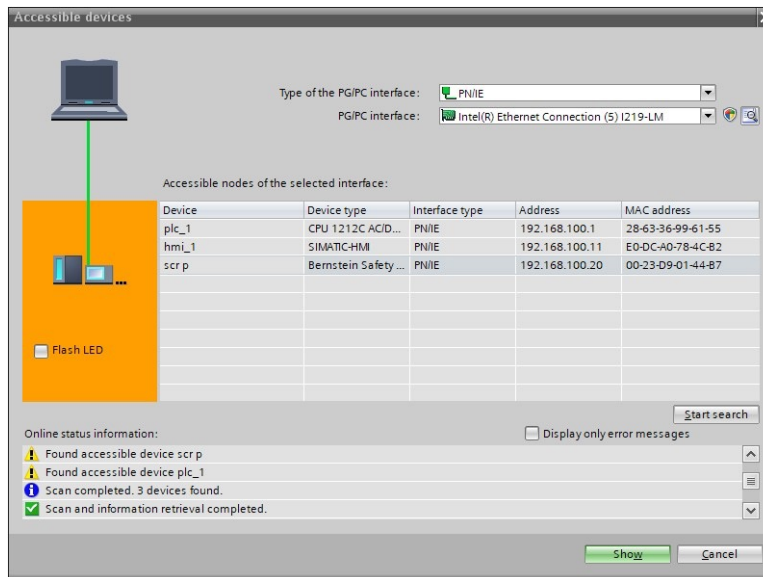 Accessible devices
Type of the PG/PC interface: PN/IE
PG/PC interface: Intel(R) Ethernet Connection (5) I219-LM
Accessible nodes of the selected interface:
Device Device type Interface type Address MAC address
plc_1 CPU 1212C AC/D... PN/IE 192.168.100.1 28-63-36-99-61-55
hmi_1 SIMATIC-HMI PN/IE 192.168.100.11 E0-DC-A0-78-4C-B2
scr p Bernstein Safety ... PN/IE 192.168.100.20 00-23-D9-01-44-B7
Flash LED
Start search
Online status information: Display only error messages
Found accessible device scr p
Found accessible device plc_1
Scan completed. 3 devices found.
Scan and information retrieval completed.
Show Cancel